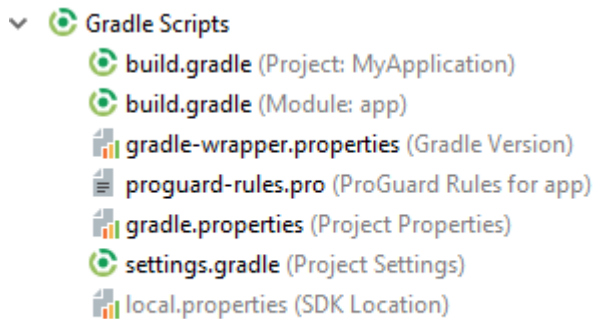 Gradle Scripts
build.gradle (Project: MyApplication)
build.gradle (Module: app)
gradle-wrapper.properties (Gradle Version)
proguard-rules.pro (ProGuard Rules for app)
gradle.properties (Project Properties)
settings.gradle (Project Settings)
local.properties (SDK Location)